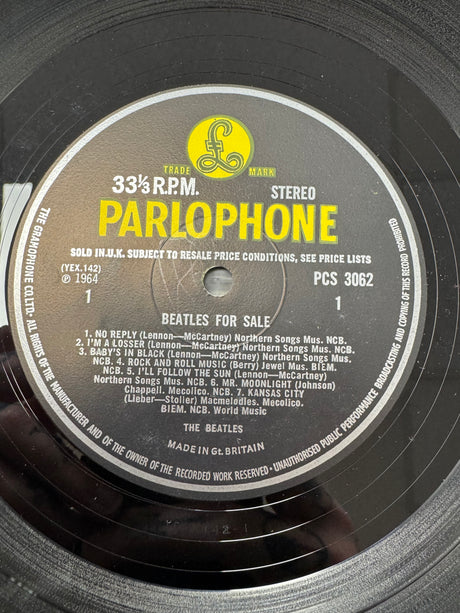 TRADE MARK
33⅓ R.P.M. STEREO
PARLOPHONE
SOLD IN U.K. SUBJECT TO RESALE PRICE CONDITIONS, SEE PRICE LISTS
(YEX.142) PCS 3062
℗ 1964
1 1
BEATLES FOR SALE
1. NO REPLY (Lennon—McCartney) Northern Songs Mus. NCB.
2. I'M A LOSER (Lennon—McCartney) Northern Songs Mus. NCB.
3. BABY'S IN BLACK (Lennon—McCartney) Northern Songs Mus.
NCB. 4. ROCK AND ROLL MUSIC (Berry) Jewel Mus. BIEM.
NCB. 5. I'LL FOLLOW THE SUN (Lennon—McCartney)
Northern Songs Mus. NCB. 6. MR. MOONLIGHT (Johnson)
Chappell. Mecolico. NCB. 7. KANSAS CITY
(Lieber—Stoller) Macmelodies. Mecolico.
BIEM. NCB. World Music
THE BEATLES
MADE IN Gt. BRITAIN
THE GRAMOPHONE CO. LTD.· ALL RIGHTS OF THE MANUFACTURER AND OF THE OWNER OF THE RECORDED WORK RESERVED · UNAUTHORISED PUBLIC PERFORMANCE BROADCASTING AND COPYING OF THIS RECORD PROHIBITED